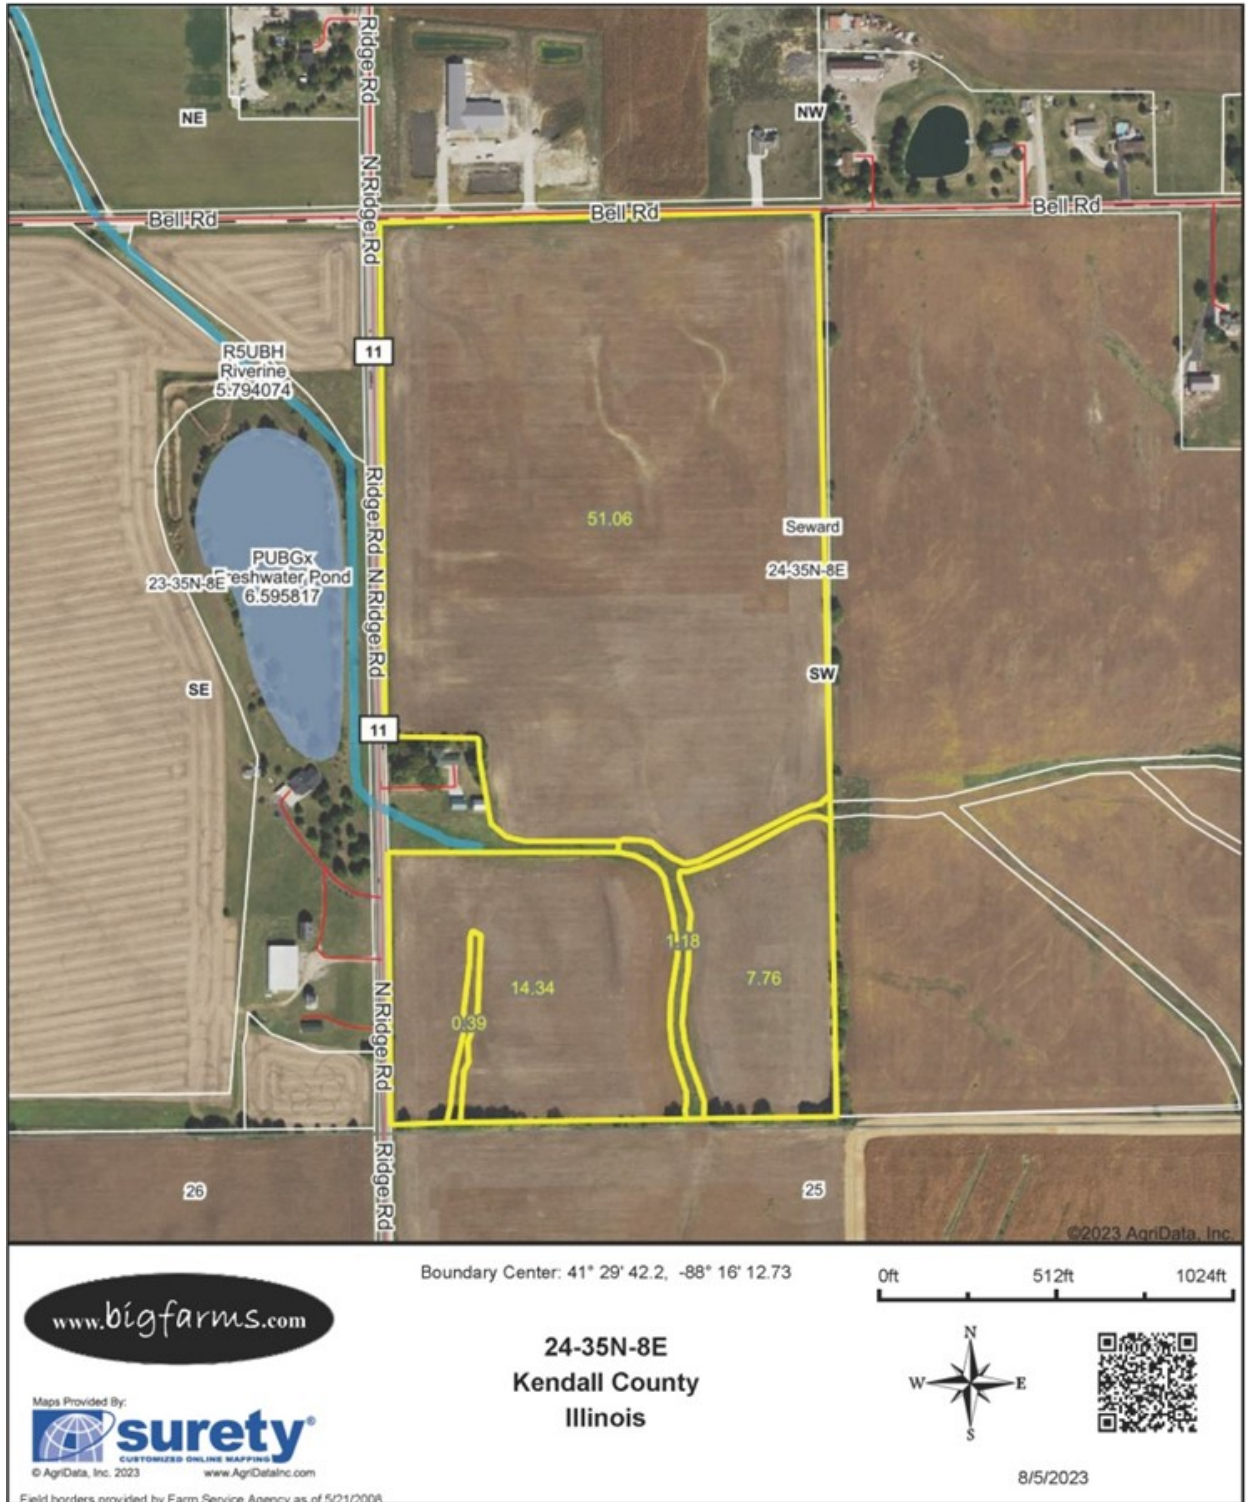 Ridge Rd
NE
NW
N Ridge Rd
Bell Rd
Bell Rd
Bell Rd
11
R5UBH
Riverine
5.794074
Ridge Rd
51.06
Seward
24-35N-8E
PUBGx
Freshwater Pond
6.595817
23-35N-8E
N Ridge Rd
SW
SE
11
1.18
7.76
14.34
0.39
N Ridge Rd
Ridge Rd
26
25
©2023 AgriData, Inc.
Boundary Center: 41° 29' 42.2, -88° 16' 12.73
0ft 512ft 1024ft
www.bigfarms.com
24-35N-8E
Kendall County
Illinois
N
W E
S
Maps Provided By:
surety®
CUSTOMIZED ONLINE MAPPING
© AgriData, Inc. 2023 www.AgriDataInc.com
8/5/2023
Field borders provided by Farm Service Agency as of 5/21/2008.